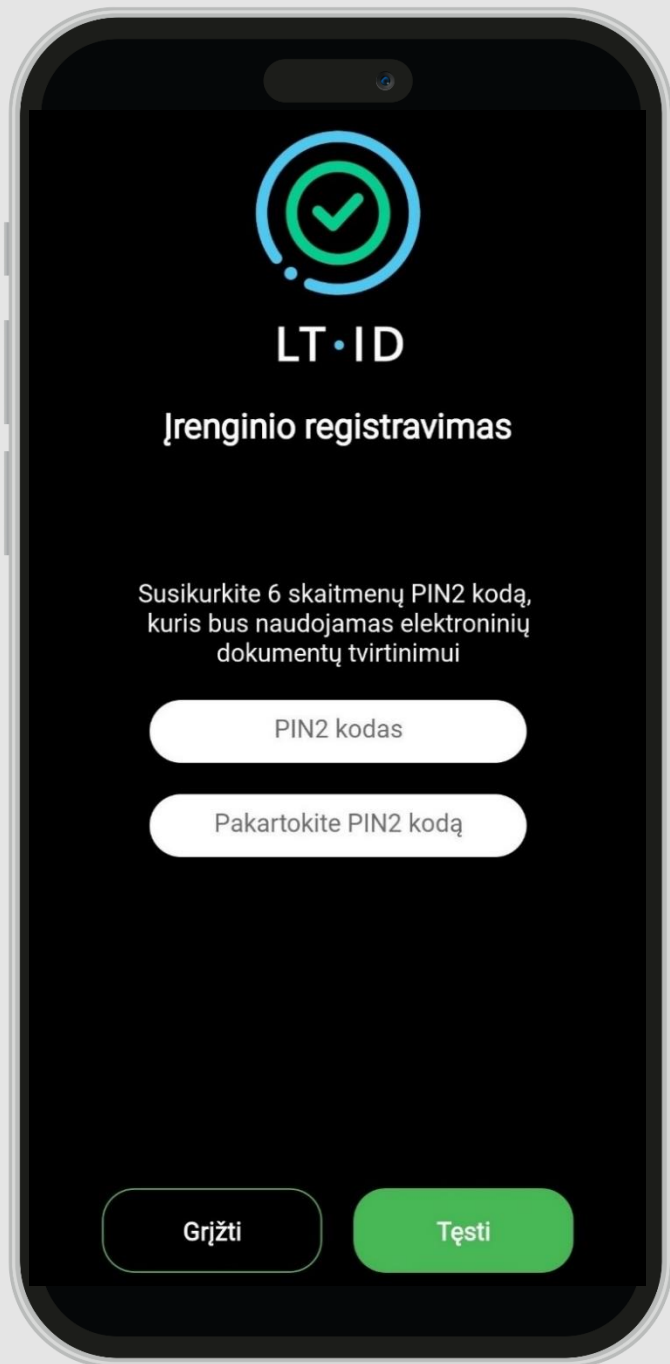 LT·ID
Įrenginio registravimas
Susikurkite 6 skaitmenų PIN2 kodą,
kuris bus naudojamas elektroninių
dokumentų tvirtinimui
PIN2 kodas
Pakartokite PIN2 kodą
Grįžti
Tęsti